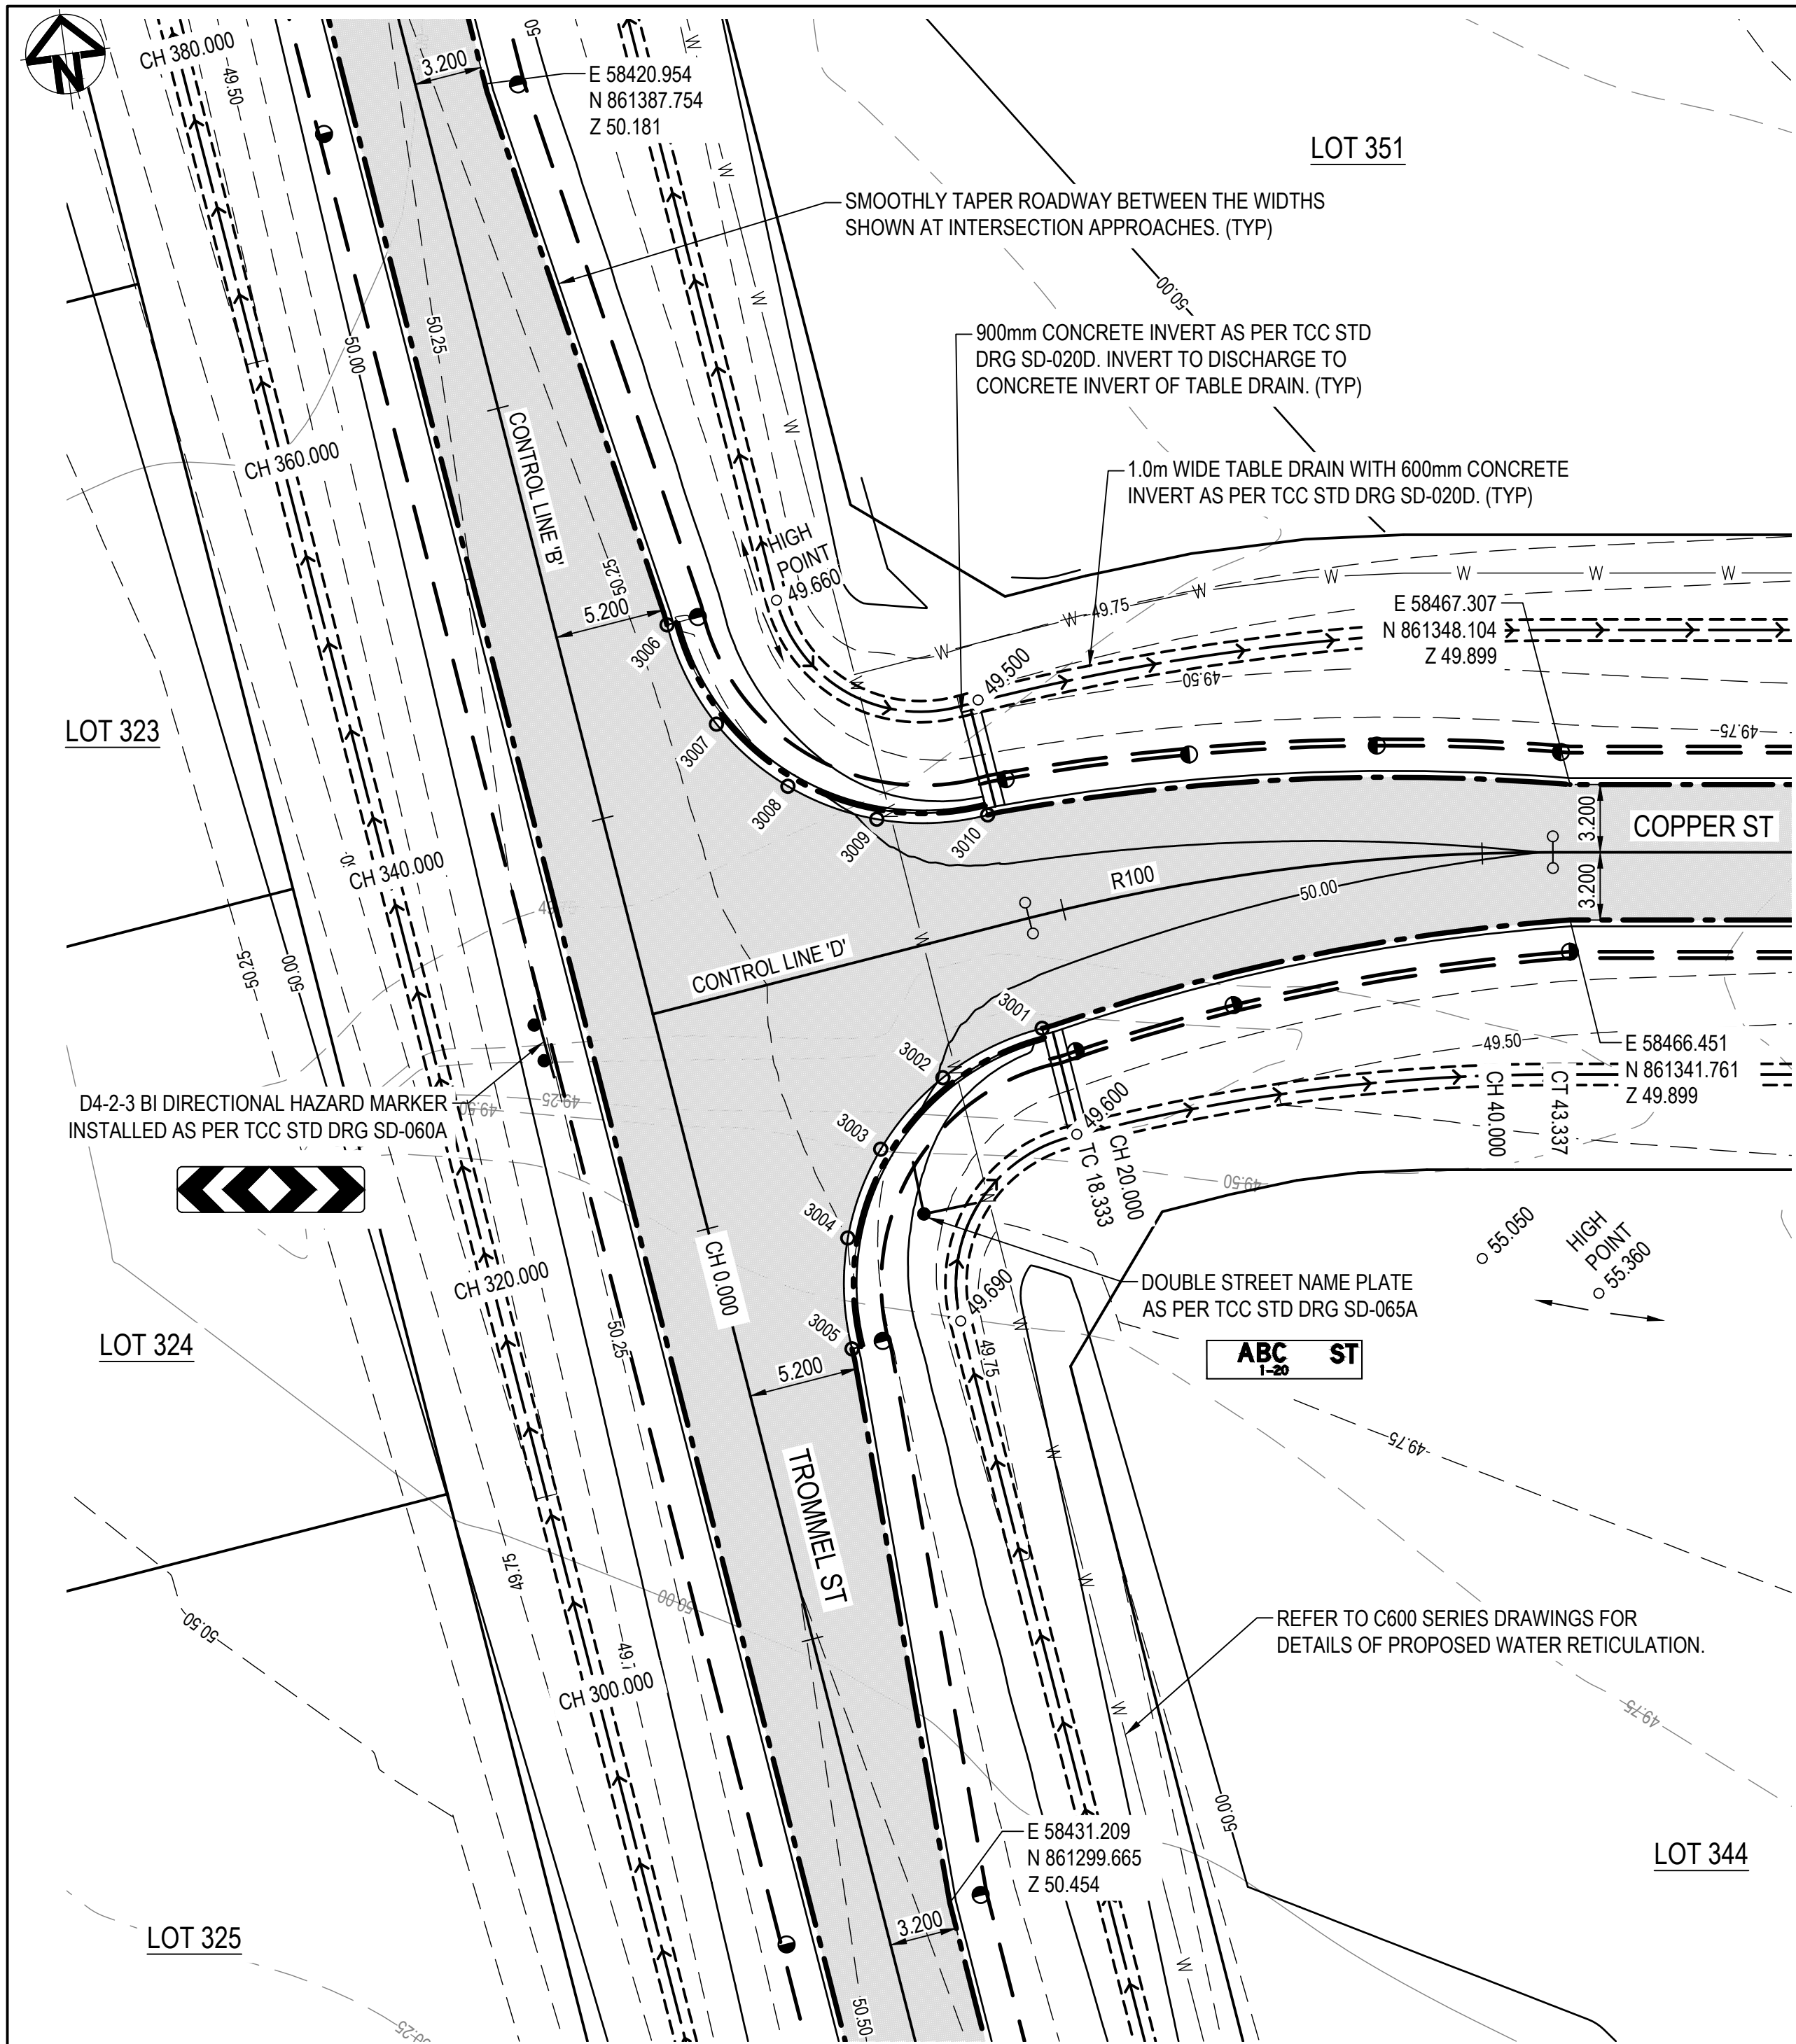 N
CH 380.000
49.50
3.200
50
W
E 58420.954
N 861387.754
Z 50.181
LOT 351
W
SMOOTHLY TAPER ROADWAY BETWEEN THE WIDTHS
SHOWN AT INTERSECTION APPROACHES. (TYP)
50.00
W
50.25
50.00
900mm CONCRETE INVERT AS PER TCC STD
DRG SD-020D. INVERT TO DISCHARGE TO
CONCRETE INVERT OF TABLE DRAIN. (TYP)
W
CONTROL LINE 'B'
CH 360.000
1.0m WIDE TABLE DRAIN WITH 600mm CONCRETE
INVERT AS PER TCC STD DRG SD-020D. (TYP)
HIGH
POINT
49.660
50.25
5.200
3006
W
W
W
W
W
49.75
W
W
E 58467.307
N 861348.104
Z 49.899
49.500
49.50
W
49.75
LOT 323
3007
3008
3009
3010
W
3.200
COPPER ST
3.200
R100
50.00
CH 340.000
W
CONTROL LINE 'D'
50.25
50.00
3001
3002
W
49.50
E 58466.451
N 861341.761
Z 49.899
CH 40.000
CT 43.337
49.25
49.50
D4-2-3 BI DIRECTIONAL HAZARD MARKER
INSTALLED AS PER TCC STD DRG SD-060A
3003
49.600
CH 20.000
TC 18.333
49.50
W
3004
55.050
HIGH
POINT
55.360
CH 0.000
CH 320.000
49.690
DOUBLE STREET NAME PLATE
AS PER TCC STD DRG SD-065A
ABC ST
1-20
LOT 324
50.25
3005
5.200
49.75
W
49.75
W
TROMMEL ST
49.75
50.00
W
50.50
REFER TO C600 SERIES DRAWINGS FOR
DETAILS OF PROPOSED WATER RETICULATION.
CH 300.000
W
49.75
50.00
E 58431.209
N 861299.665
Z 50.454
LOT 344
3.200
LOT 325
W
50.50